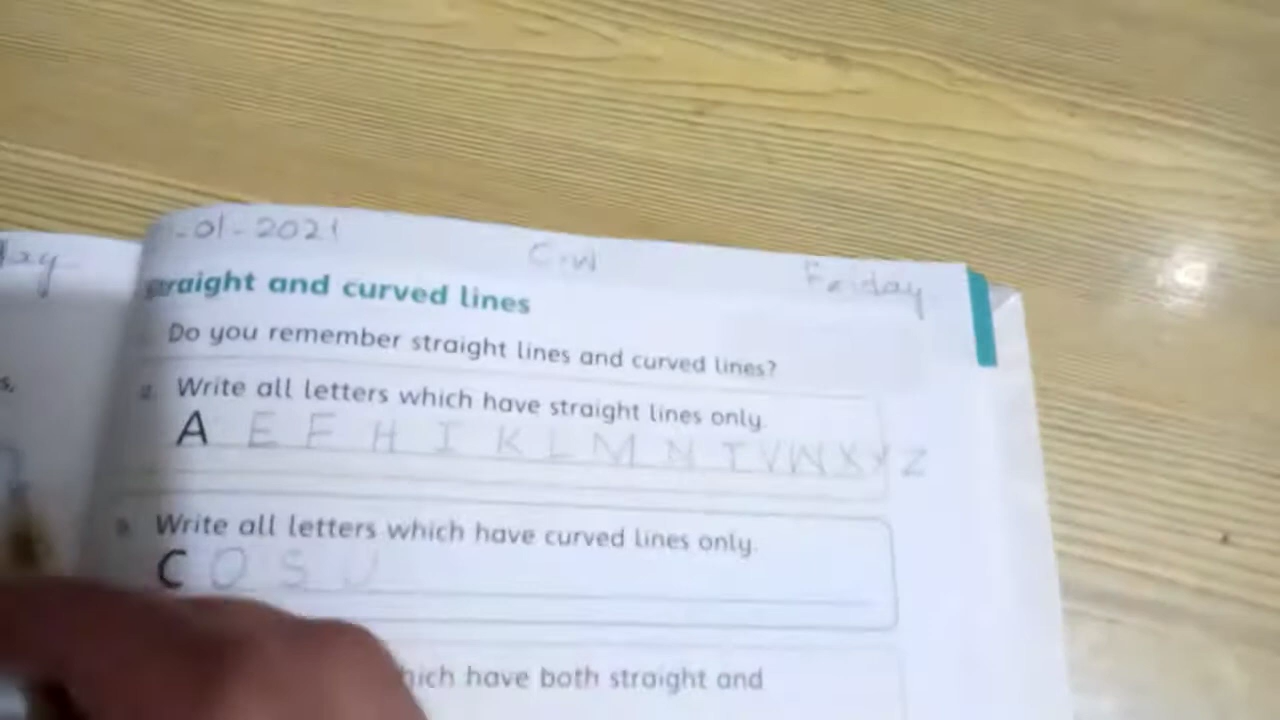 -01-2021
C.W
Friday
raight and curved lines
Do you remember straight lines and curved lines?
a. Write all letters which have straight lines only.
A E F H I K L M N T V W X Y Z
b. Write all letters which have curved lines only.
C O S U
hich have both straight and